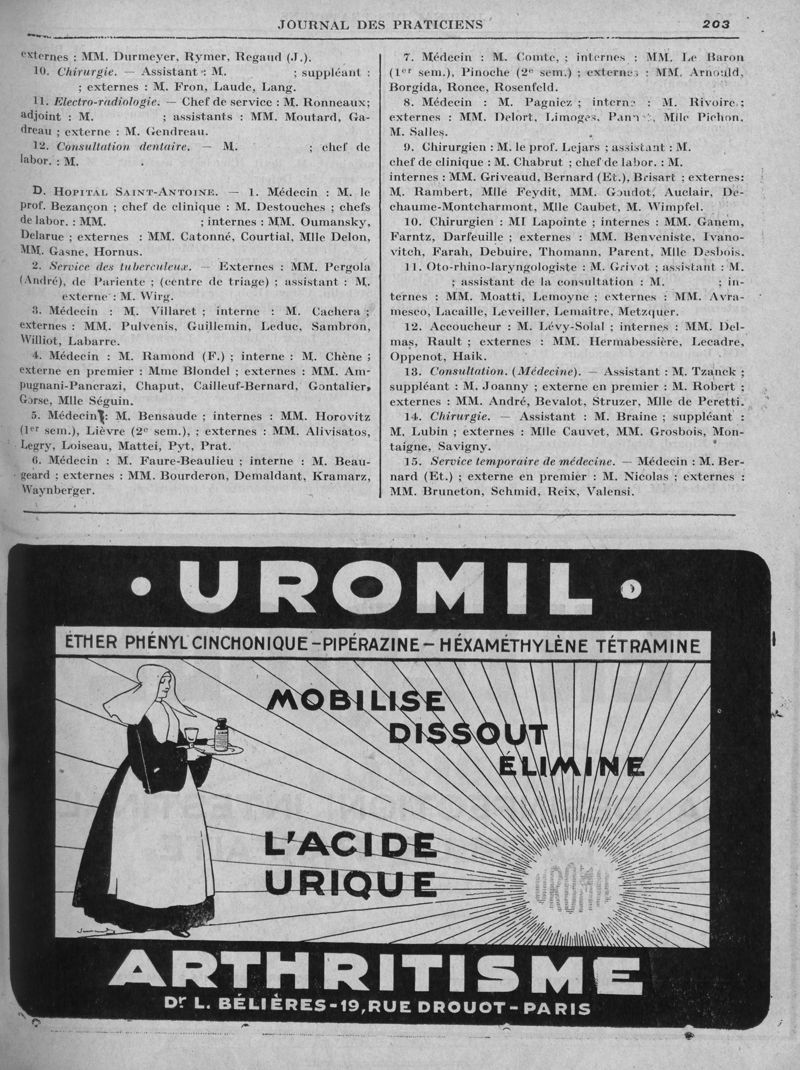 JOURNAL DES PRATICIENS
203
externes : MM. Durmeyer, Rymer, Regaud (J.).
10. Chirurgie. — Assistant : M. ; suppléant :
; externes : M. Fron, Laude, Lang.
11. Electro-radiologie. — Chef de service : M. Ronneaux;
adjoint : M. ; assistants : MM. Moutard, Ga-
dreau ; externe : M. Gendreau.
12. Consultation dentaire. — M. ; chef de
labor. : M. .
D. HOPITAL SAINT-ANTOINE. — 1. Médecin : M. le
prof. Bezançon ; chef de clinique : M. Destouches ; chefs
de labor. : MM. ; internes : MM. Oumansky,
Delarue ; externes : MM. Catonné, Courtial, Mlle Delon,
MM. Gasne, Hornus.
2. Service des tuberculeux. — Externes : MM. Pergola
(André), de Pariente ; (centre de triage) ; assistant : M.
externe : M. Wirg.
3. Médecin : M. Villaret ; interne : M. Cachera ;
externes : MM. Pulvenis, Guillemin, Leduc, Sambron,
Williot, Labarre.
4. Médecin : M. Ramond (F.) ; interne : M. Chêne ;
externe en premier : Mme Blondel ; externes : MM. Am-
pugnani-Pancrazi, Chaput, Cailleuf-Bernard, Gontalier,
Gorse, Mlle Séguin.
5. Médecin : M. Bensaude ; internes : MM. Horovitz
(1er sem.), Lièvre (2e sem.), ; externes : MM. Alivisatos,
Legry, Loiseau, Mattei, Pyt, Prat.
6. Médecin : M. Faure-Beaulieu ; interne : M. Beau-
geard ; externes : MM. Bourderon, Demaldant, Kramarz,
Waynberger.
7. Médecin : M. Comte, ; internes : MM. Le Baron
(1er sem.), Pinoche (2e sem.) ; externes : MM. Arnould,
Borgida, Ronce, Rosenfeld.
8. Médecin : M. Pagniez ; interne : M. Rivoire ;
externes : MM. Delort, Limoges, Mlle Pichon,
M. Salles.
9. Chirurgien : M. le prof. Lejars ; assistant : M.
chef de clinique : M. Chabrut ; chef de labor. : M.
internes : MM. Griveaud, Bernard (Et.), Brisart ; externes:
M. Rambert, Mlle Feydit, MM. Goudot, Auclair, De-
chaume-Montcharmont, Mlle Caubet, M. Wimpfel.
10. Chirurgien : MI Lapointe ; internes : MM. Ganem,
Farntz, Darfeuille ; externes : MM. Benveniste, Ivano-
vitch, Farah, Debuire, Thomann, Parent, Mlle Desbois.
11. Oto-rhino-laryngologiste : M. Grivot ; assistant : M.
; assistant de la consultation : M. ; in-
ternes : MM. Moatti, Lemoyne ; externes : MM. Avra-
mesco, Lacaille, Leveiller, Lemaitre, Metzquer.
12. Accoucheur : M. Lévy-Solal ; internes : MM. Del-
mas, Rault ; externes : MM. Hermabessière, Lecadre,
Oppenot, Haik.
13. Consultation. (Médecine). — Assistant : M. Tzanck ;
suppléant : M. Joanny ; externe en premier : M. Robert ;
externes : MM. André, Bevalot, Struzer, Mlle de Peretti.
14. Chirurgie. — Assistant : M. Braine ; suppléant :
M. Lubin ; externes : Mlle Cauvet, MM. Grosbois, Mon-
taigne, Savigny.
15. Service temporaire de médecine. — Médecin : M. Ber-
nard (Et.) ; externe en premier : M. Nicolas ; externes :
MM. Bruneton, Schmid, Reix, Valensi.
• UROMIL •
ÉTHER PHÉNYL CINCHONIQUE - PIPÉRAZINE - HÉXAMÉTHYLÈNE TÉTRAMINE
MOBILISE
DISSOUT
ÉLIMINE
L'ACIDE
URIQUE
UROMIL
ARTHRITISME
Dr L. BÉLIÈRES - 19, RUE DROUOT - PARIS